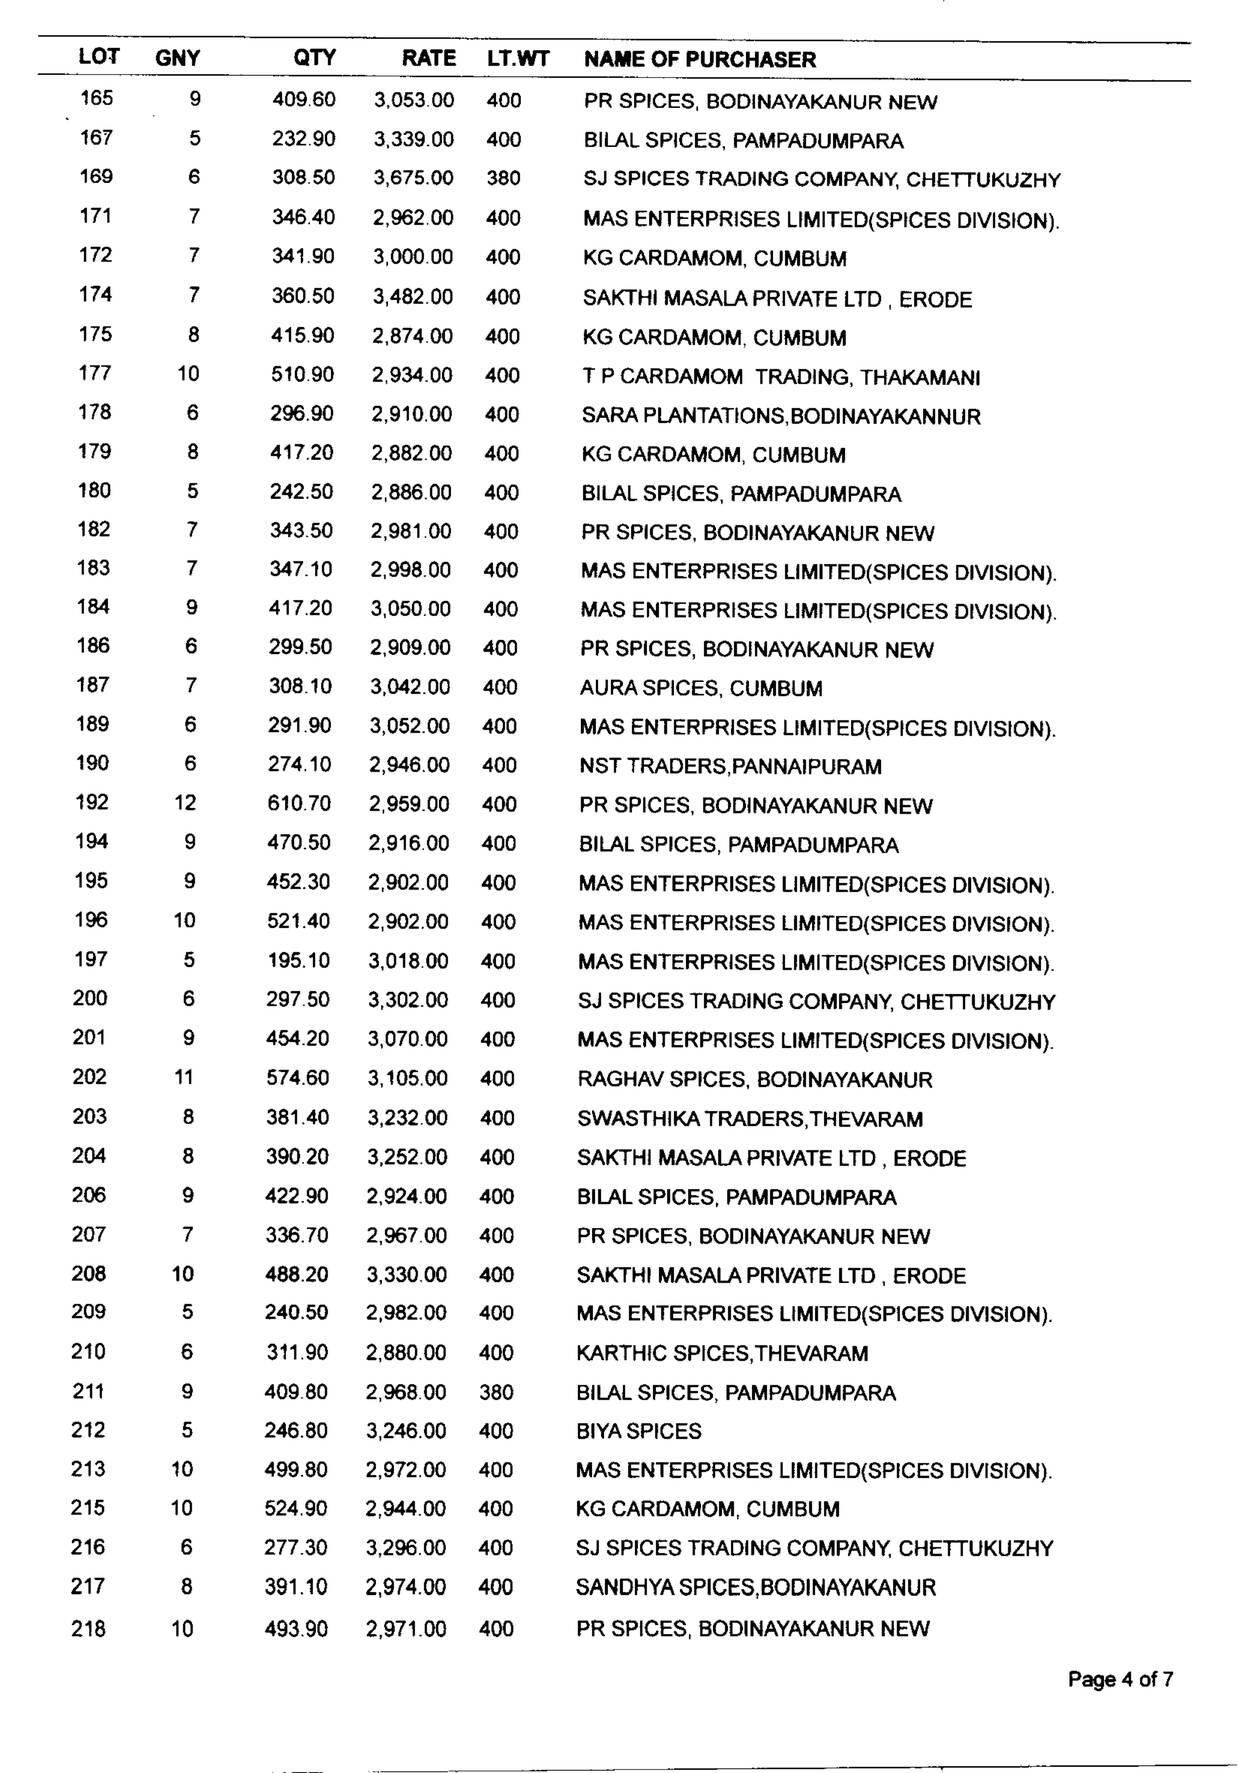 LOT GNY QTY RATE LT.WT NAME OF PURCHASER
165 9 409.60 3,053.00 400 PR SPICES, BODINAYAKANUR NEW
167 5 232.90 3,339.00 400 BILAL SPICES, PAMPADUMPARA
169 6 308.50 3,675.00 380 SJ SPICES TRADING COMPANY, CHETTUKUZHY
171 7 346.40 2,962.00 400 MAS ENTERPRISES LIMITED(SPICES DIVISION).
172 7 341.90 3,000.00 400 KG CARDAMOM, CUMBUM
174 7 360.50 3,482.00 400 SAKTHI MASALA PRIVATE LTD , ERODE
175 8 415.90 2,874.00 400 KG CARDAMOM, CUMBUM
177 10 510.90 2,934.00 400 T P CARDAMOM TRADING, THAKAMANI
178 6 296.90 2,910.00 400 SARA PLANTATIONS,BODINAYAKANNUR
179 8 417.20 2,882.00 400 KG CARDAMOM, CUMBUM
180 5 242.50 2,886.00 400 BILAL SPICES, PAMPADUMPARA
182 7 343.50 2,981.00 400 PR SPICES, BODINAYAKANUR NEW
183 7 347.10 2,998.00 400 MAS ENTERPRISES LIMITED(SPICES DIVISION).
184 9 417.20 3,050.00 400 MAS ENTERPRISES LIMITED(SPICES DIVISION).
186 6 299.50 2,909.00 400 PR SPICES, BODINAYAKANUR NEW
187 7 308.10 3,042.00 400 AURA SPICES, CUMBUM
189 6 291.90 3,052.00 400 MAS ENTERPRISES LIMITED(SPICES DIVISION).
190 6 274.10 2,946.00 400 NST TRADERS,PANNAIPURAM
192 12 610.70 2,959.00 400 PR SPICES, BODINAYAKANUR NEW
194 9 470.50 2,916.00 400 BILAL SPICES, PAMPADUMPARA
195 9 452.30 2,902.00 400 MAS ENTERPRISES LIMITED(SPICES DIVISION).
196 10 521.40 2,902.00 400 MAS ENTERPRISES LIMITED(SPICES DIVISION).
197 5 195.10 3,018.00 400 MAS ENTERPRISES LIMITED(SPICES DIVISION).
200 6 297.50 3,302.00 400 SJ SPICES TRADING COMPANY, CHETTUKUZHY
201 9 454.20 3,070.00 400 MAS ENTERPRISES LIMITED(SPICES DIVISION).
202 11 574.60 3,105.00 400 RAGHAV SPICES, BODINAYAKANUR
203 8 381.40 3,232.00 400 SWASTHIKA TRADERS,THEVARAM
204 8 390.20 3,252.00 400 SAKTHI MASALA PRIVATE LTD , ERODE
206 9 422.90 2,924.00 400 BILAL SPICES, PAMPADUMPARA
207 7 336.70 2,967.00 400 PR SPICES, BODINAYAKANUR NEW
208 10 488.20 3,330.00 400 SAKTHI MASALA PRIVATE LTD , ERODE
209 5 240.50 2,982.00 400 MAS ENTERPRISES LIMITED(SPICES DIVISION).
210 6 311.90 2,880.00 400 KARTHIC SPICES,THEVARAM
211 9 409.80 2,968.00 380 BILAL SPICES, PAMPADUMPARA
212 5 246.80 3,246.00 400 BIYA SPICES
213 10 499.80 2,972.00 400 MAS ENTERPRISES LIMITED(SPICES DIVISION).
215 10 524.90 2,944.00 400 KG CARDAMOM, CUMBUM
216 6 277.30 3,296.00 400 SJ SPICES TRADING COMPANY, CHETTUKUZHY
217 8 391.10 2,974.00 400 SANDHYA SPICES,BODINAYAKANUR
218 10 493.90 2,971.00 400 PR SPICES, BODINAYAKANUR NEW
Page 4 of 7